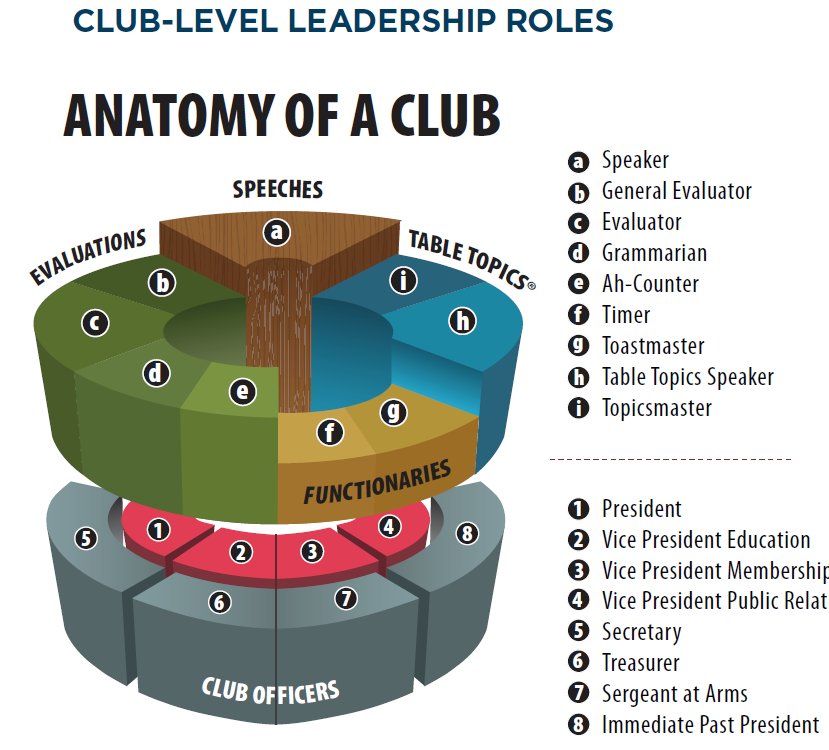 CLUB-LEVEL LEADERSHIP ROLES
ANATOMY OF A CLUB
SPEECHES
EVALUATIONS
TABLE TOPICS®
a
b
c
d
e
f
g
h
i
FUNCTIONARIES
1
2
3
4
5
6
7
8
CLUB OFFICERS
a Speaker
b General Evaluator
c Evaluator
d Grammarian
e Ah-Counter
f Timer
g Toastmaster
h Table Topics Speaker
i Topicsmaster
1 President
2 Vice President Education
3 Vice President Membership
4 Vice President Public Relat
5 Secretary
6 Treasurer
7 Sergeant at Arms
8 Immediate Past President